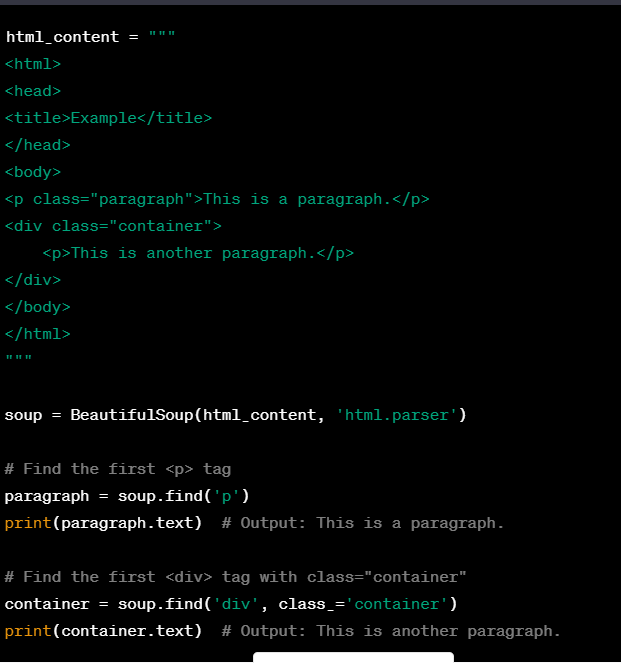 html_content = """
<html>
<head>
<title>Example</title>
</head>
<body>
<p class="paragraph">This is a paragraph.</p>
<div class="container">
    <p>This is another paragraph.</p>
</div>
</body>
</html>
"""

soup = BeautifulSoup(html_content, 'html.parser')

# Find the first <p> tag
paragraph = soup.find('p')
print(paragraph.text)  # Output: This is a paragraph.

# Find the first <div> tag with class="container"
container = soup.find('div', class_='container')
print(container.text)  # Output: This is another paragraph.